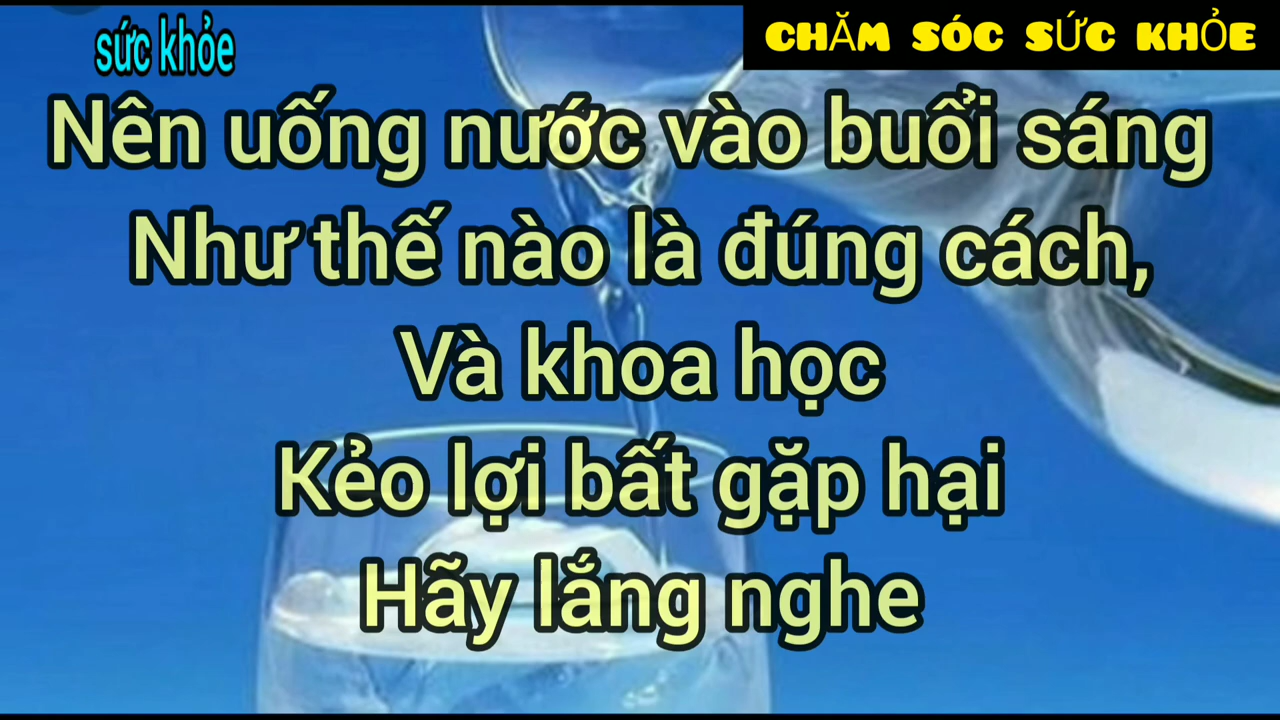 sức khỏe
CHĂM SÓC SỨC KHỎE
Nên uống nước vào buổi sáng
Như thế nào là đúng cách,
Và khoa học
Kẻo lợi bất gặp hại
Hãy lắng nghe